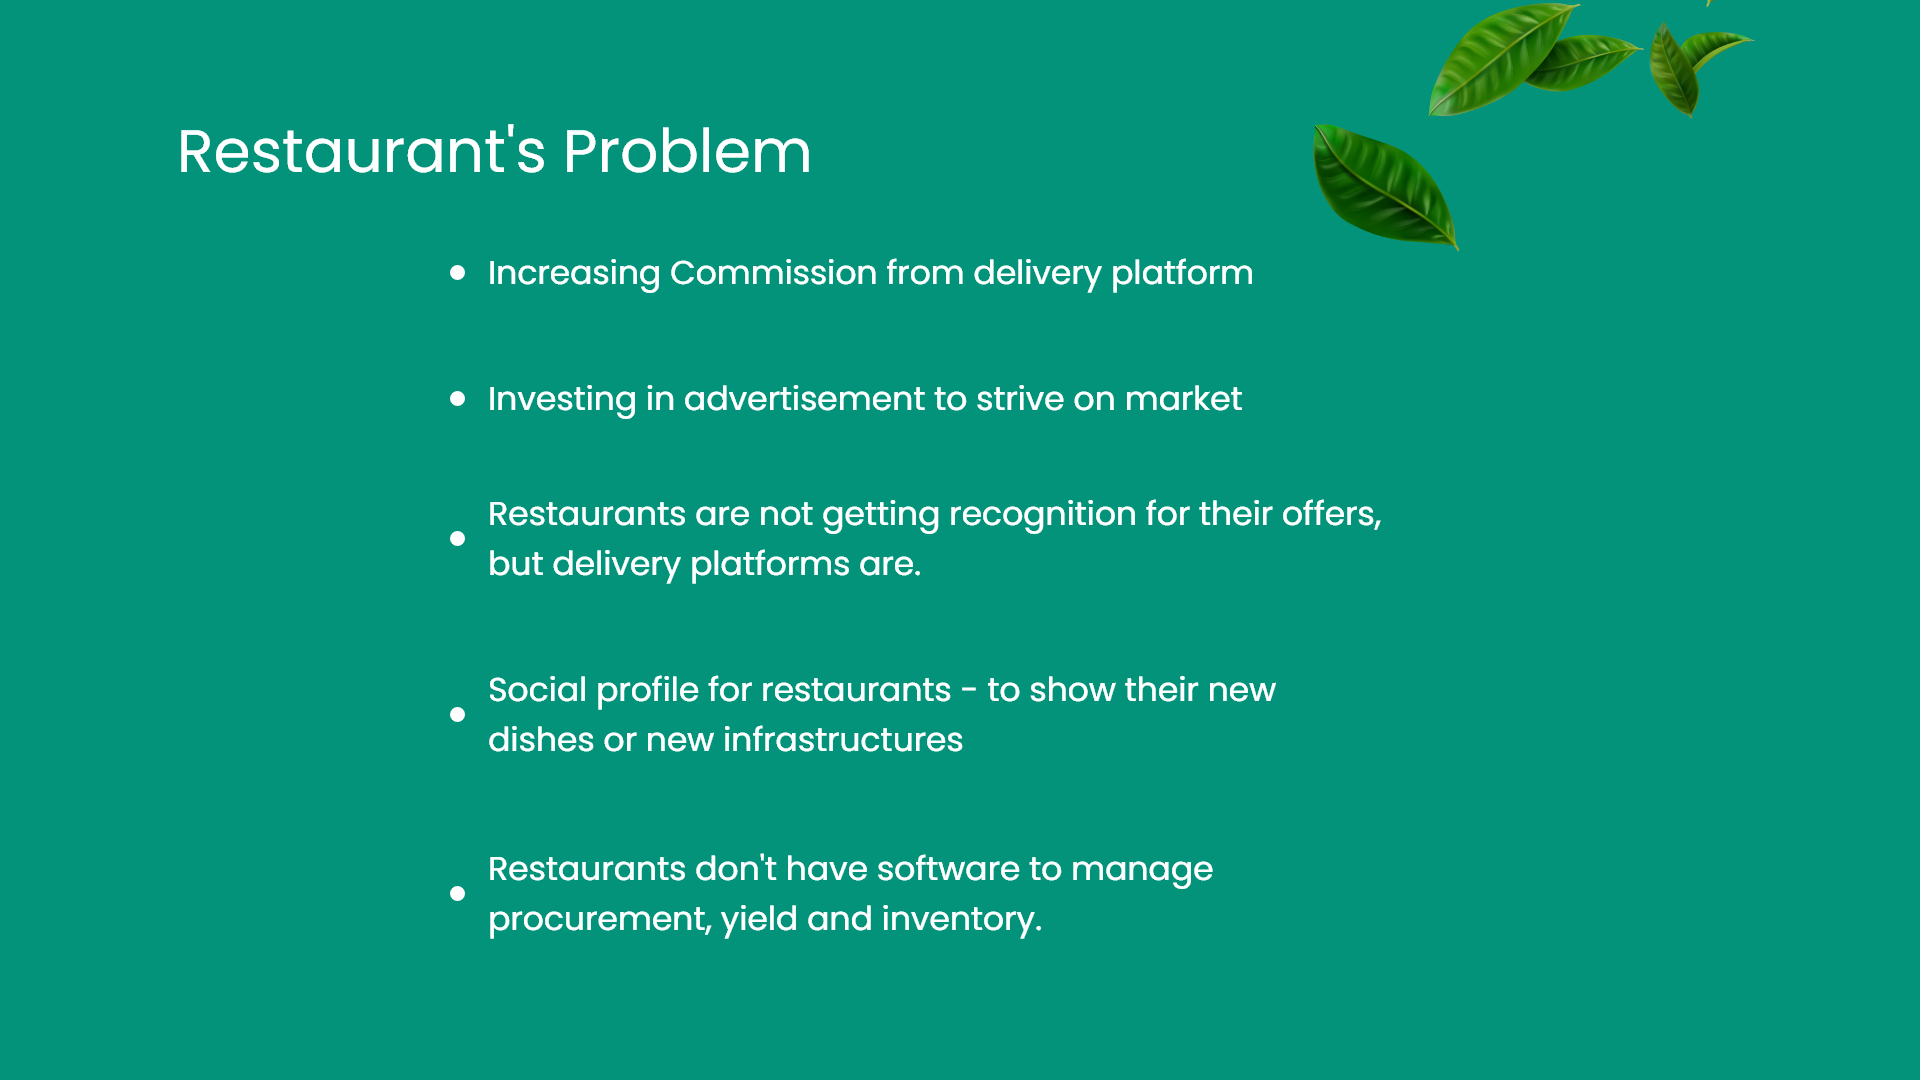 Restaurant's Problem
• Increasing Commission from delivery platform
• Investing in advertisement to strive on market
• Restaurants are not getting recognition for their offers,
but delivery platforms are.
• Social profile for restaurants - to show their new
dishes or new infrastructures
• Restaurants don't have software to manage
procurement, yield and inventory.